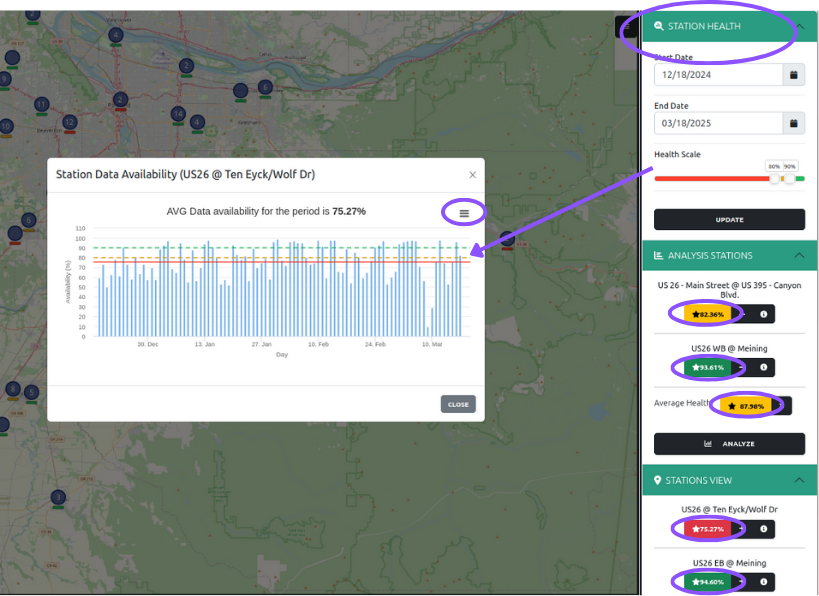 Station Data Availability (US26 @ Ten Eyck/Wolf Dr)
×
AVG Data availability for the period is 75.27%
110
100
90
80
70
60
50
40
30
20
10
0
Availability (%)
30. Dec
13. Jan
27. Jan
10. Feb
24. Feb
10. Mar
Day
CLOSE
STATION HEALTH
Start Date
12/18/2024
End Date
03/18/2025
Health Scale
80% 90%
UPDATE
ANALYSIS STATIONS
US 26 - Main Street @ US 395 - Canyon
Blvd.
82.36%
US26 WB @ Meining
93.61%
Average Health
87.98%
ANALYZE
STATIONS VIEW
US26 @ Ten Eyck/Wolf Dr
75.27%
US26 EB @ Meining
94.60%
4
2
6
9
11
2
14
4
12
10
6
8
5
3